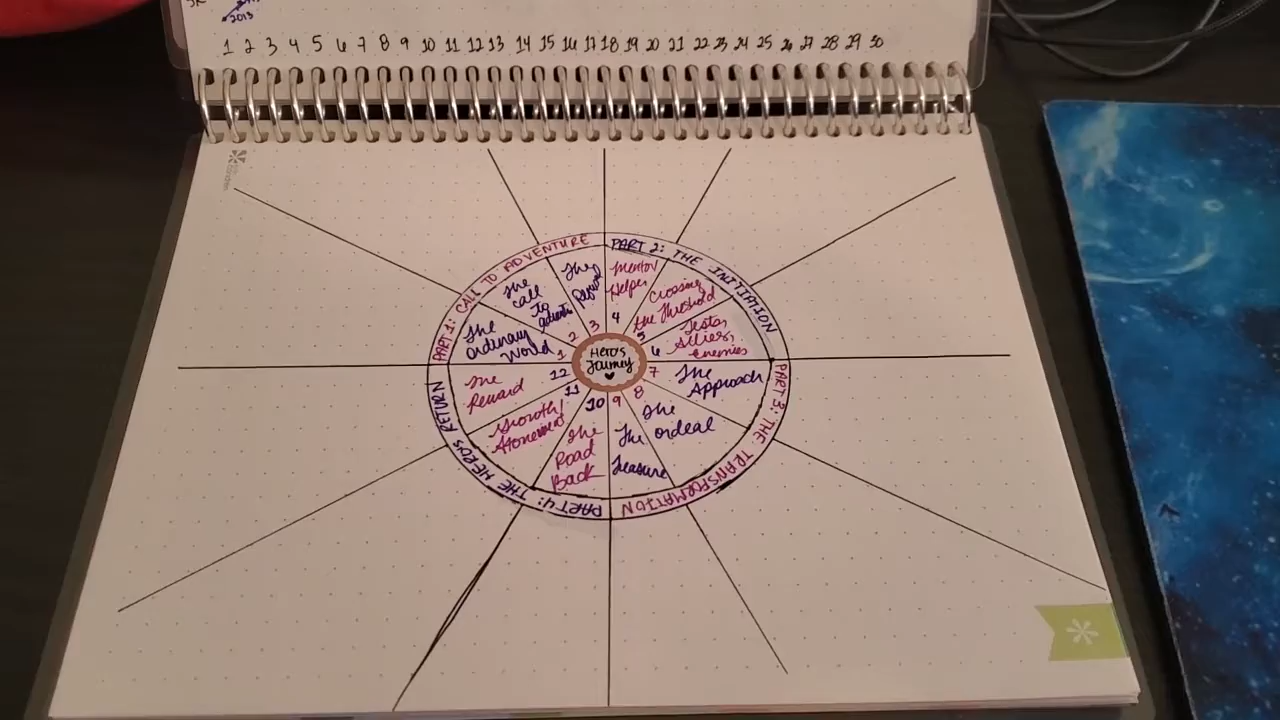 2013
1 2 3 4 5 6 7 8 9 10 11 12 13 14 15 16 17 18 19 20 21 22 23 24 25 26 27 28 29 30
PART 1: CALL TO ADVENTURE
PART 2: THE INITIATION
PART 3: THE TRANSFORMATION
PART 4: THE HEROS RETURN
Hero's
Journey
1
The
Ordinary
World
2
The
Call
To
3
The
4
Mentor
Helper
5
Crossing
the Threshold
6
Tests,
Allies,
Enemies
7
The
Approach
8
The
Ordeal
9
The
Treasure
10
The
Road
Back
11
Growth/
Atonement
12
The
Reward